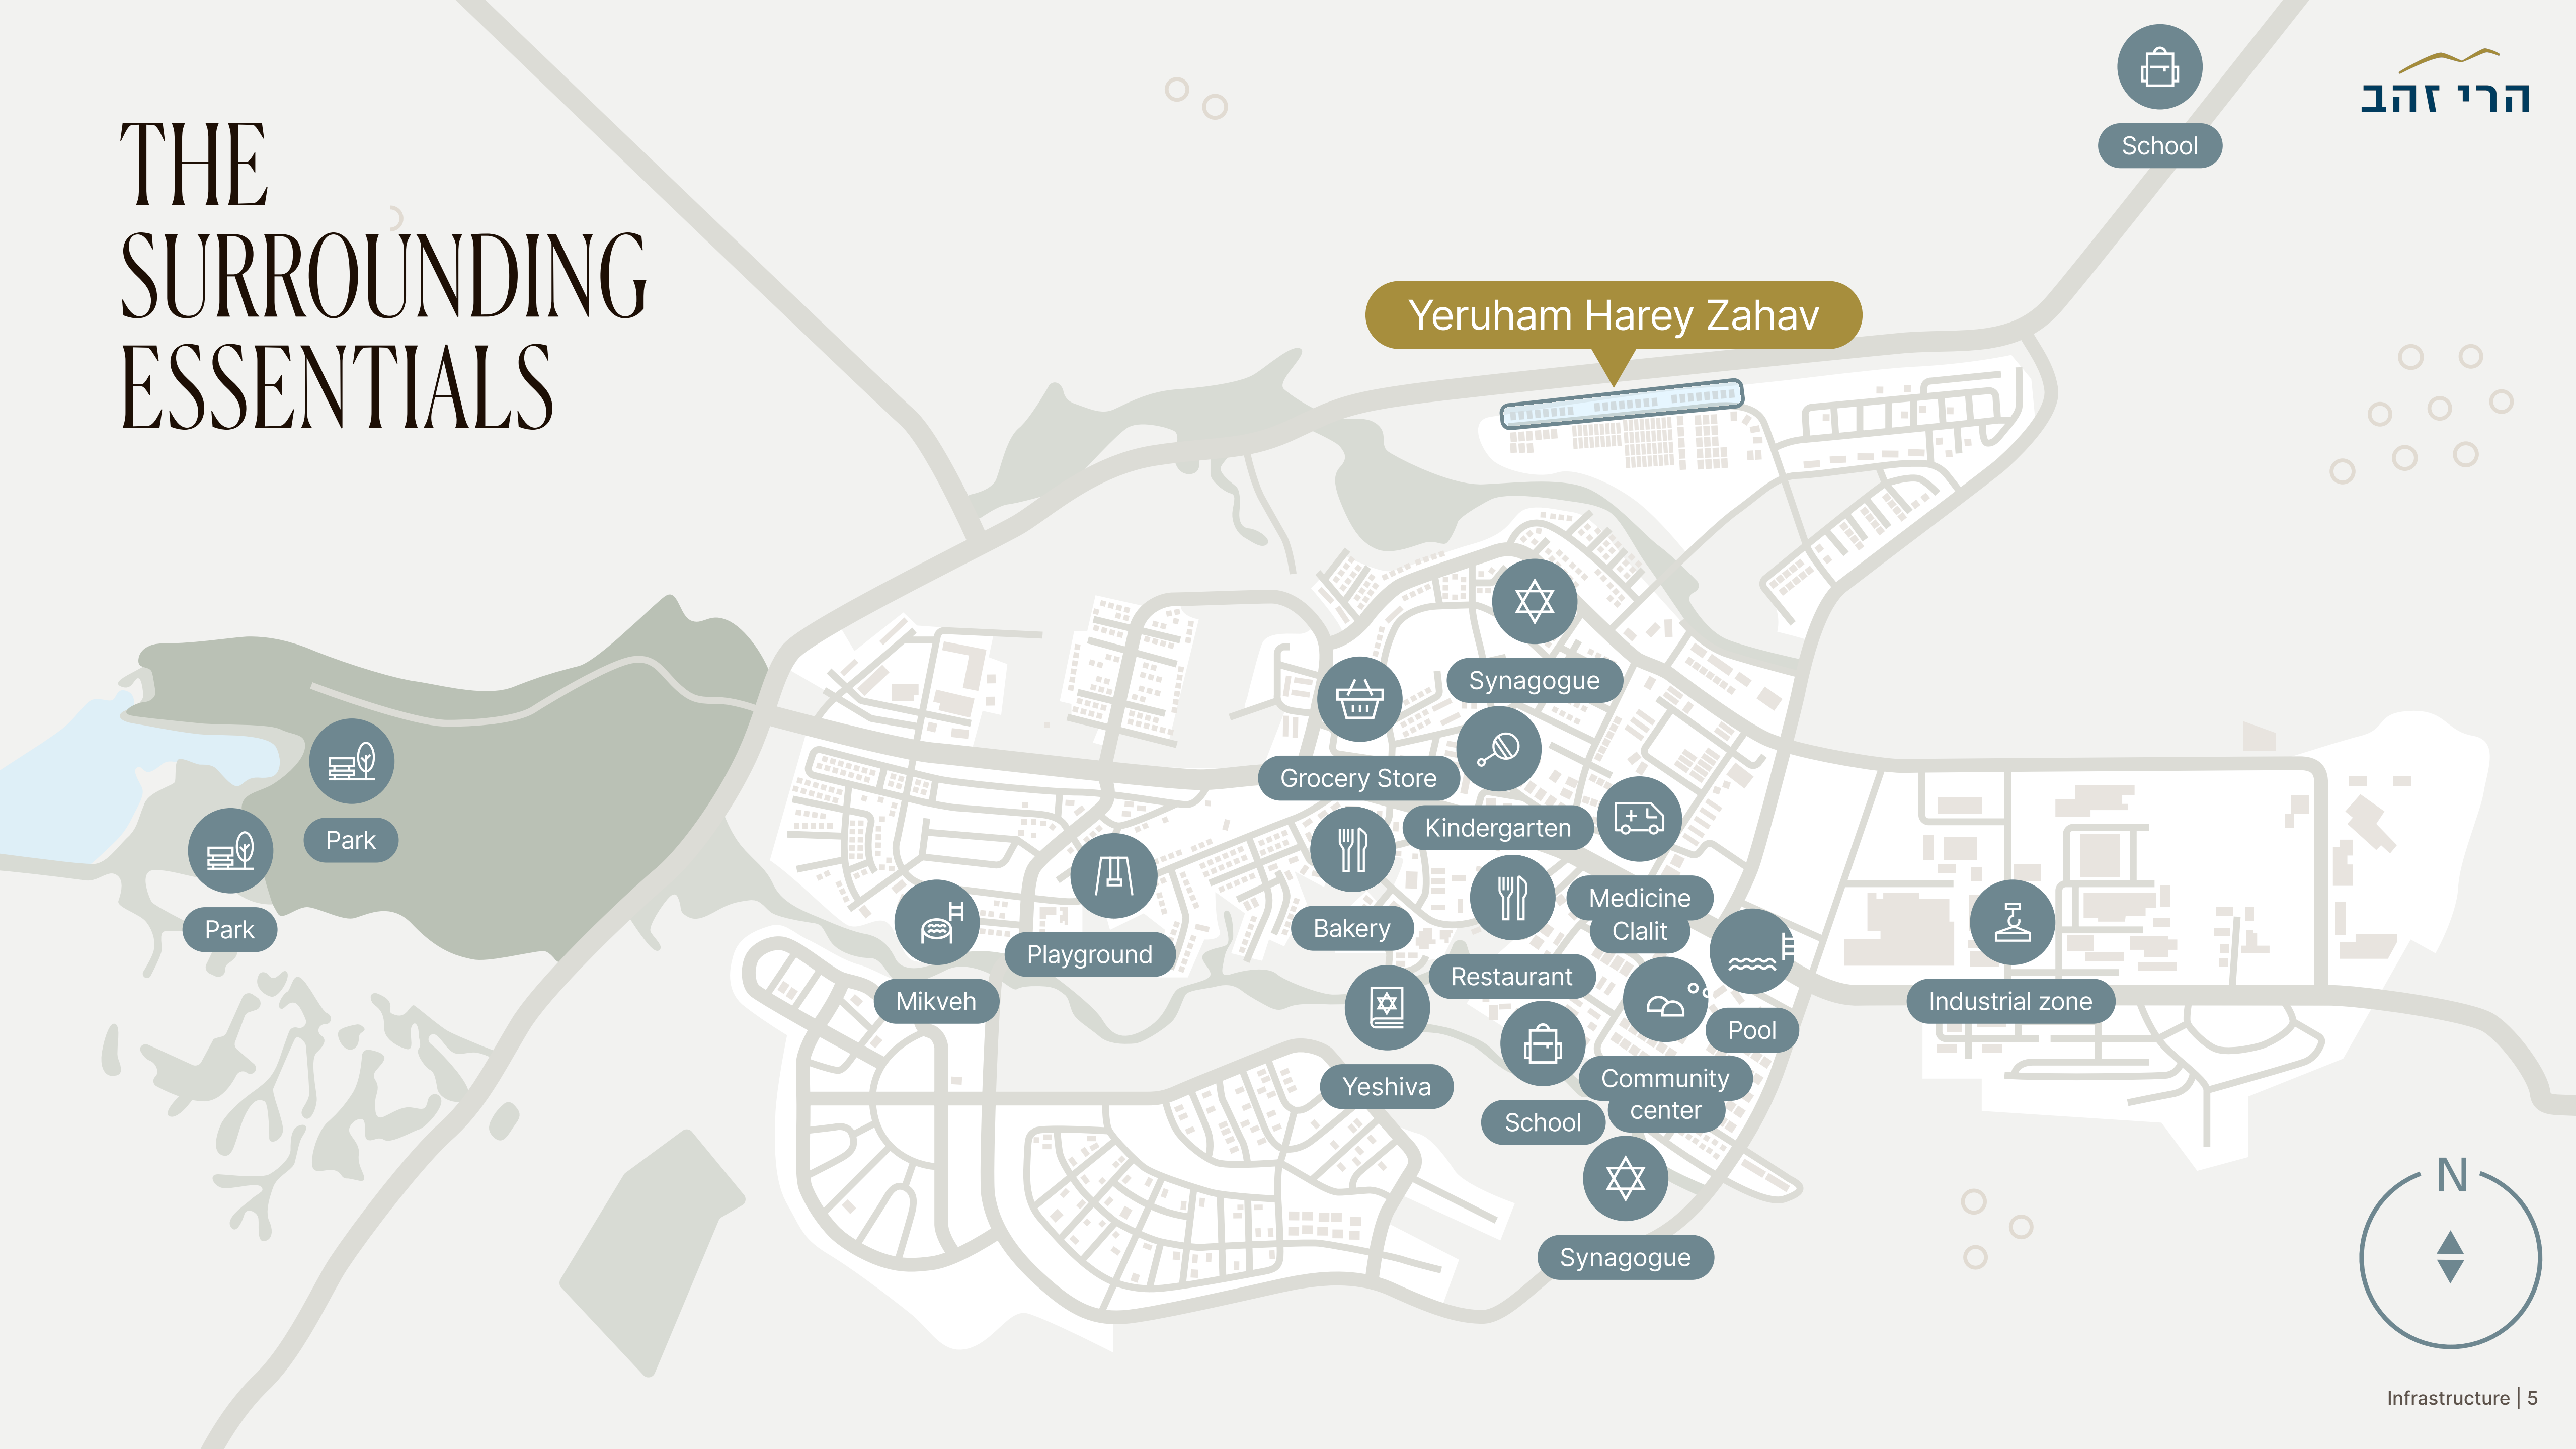 THE
SURROUNDING
ESSENTIALS
School
הרי זהב
Yeruham Harey Zahav
Synagogue
Grocery Store
Kindergarten
Park
Park
Medicine
Clalit
Bakery
Playground
Restaurant
Mikveh
Industrial zone
Pool
Yeshiva
Community
center
School
Synagogue
N
Infrastructure | 5